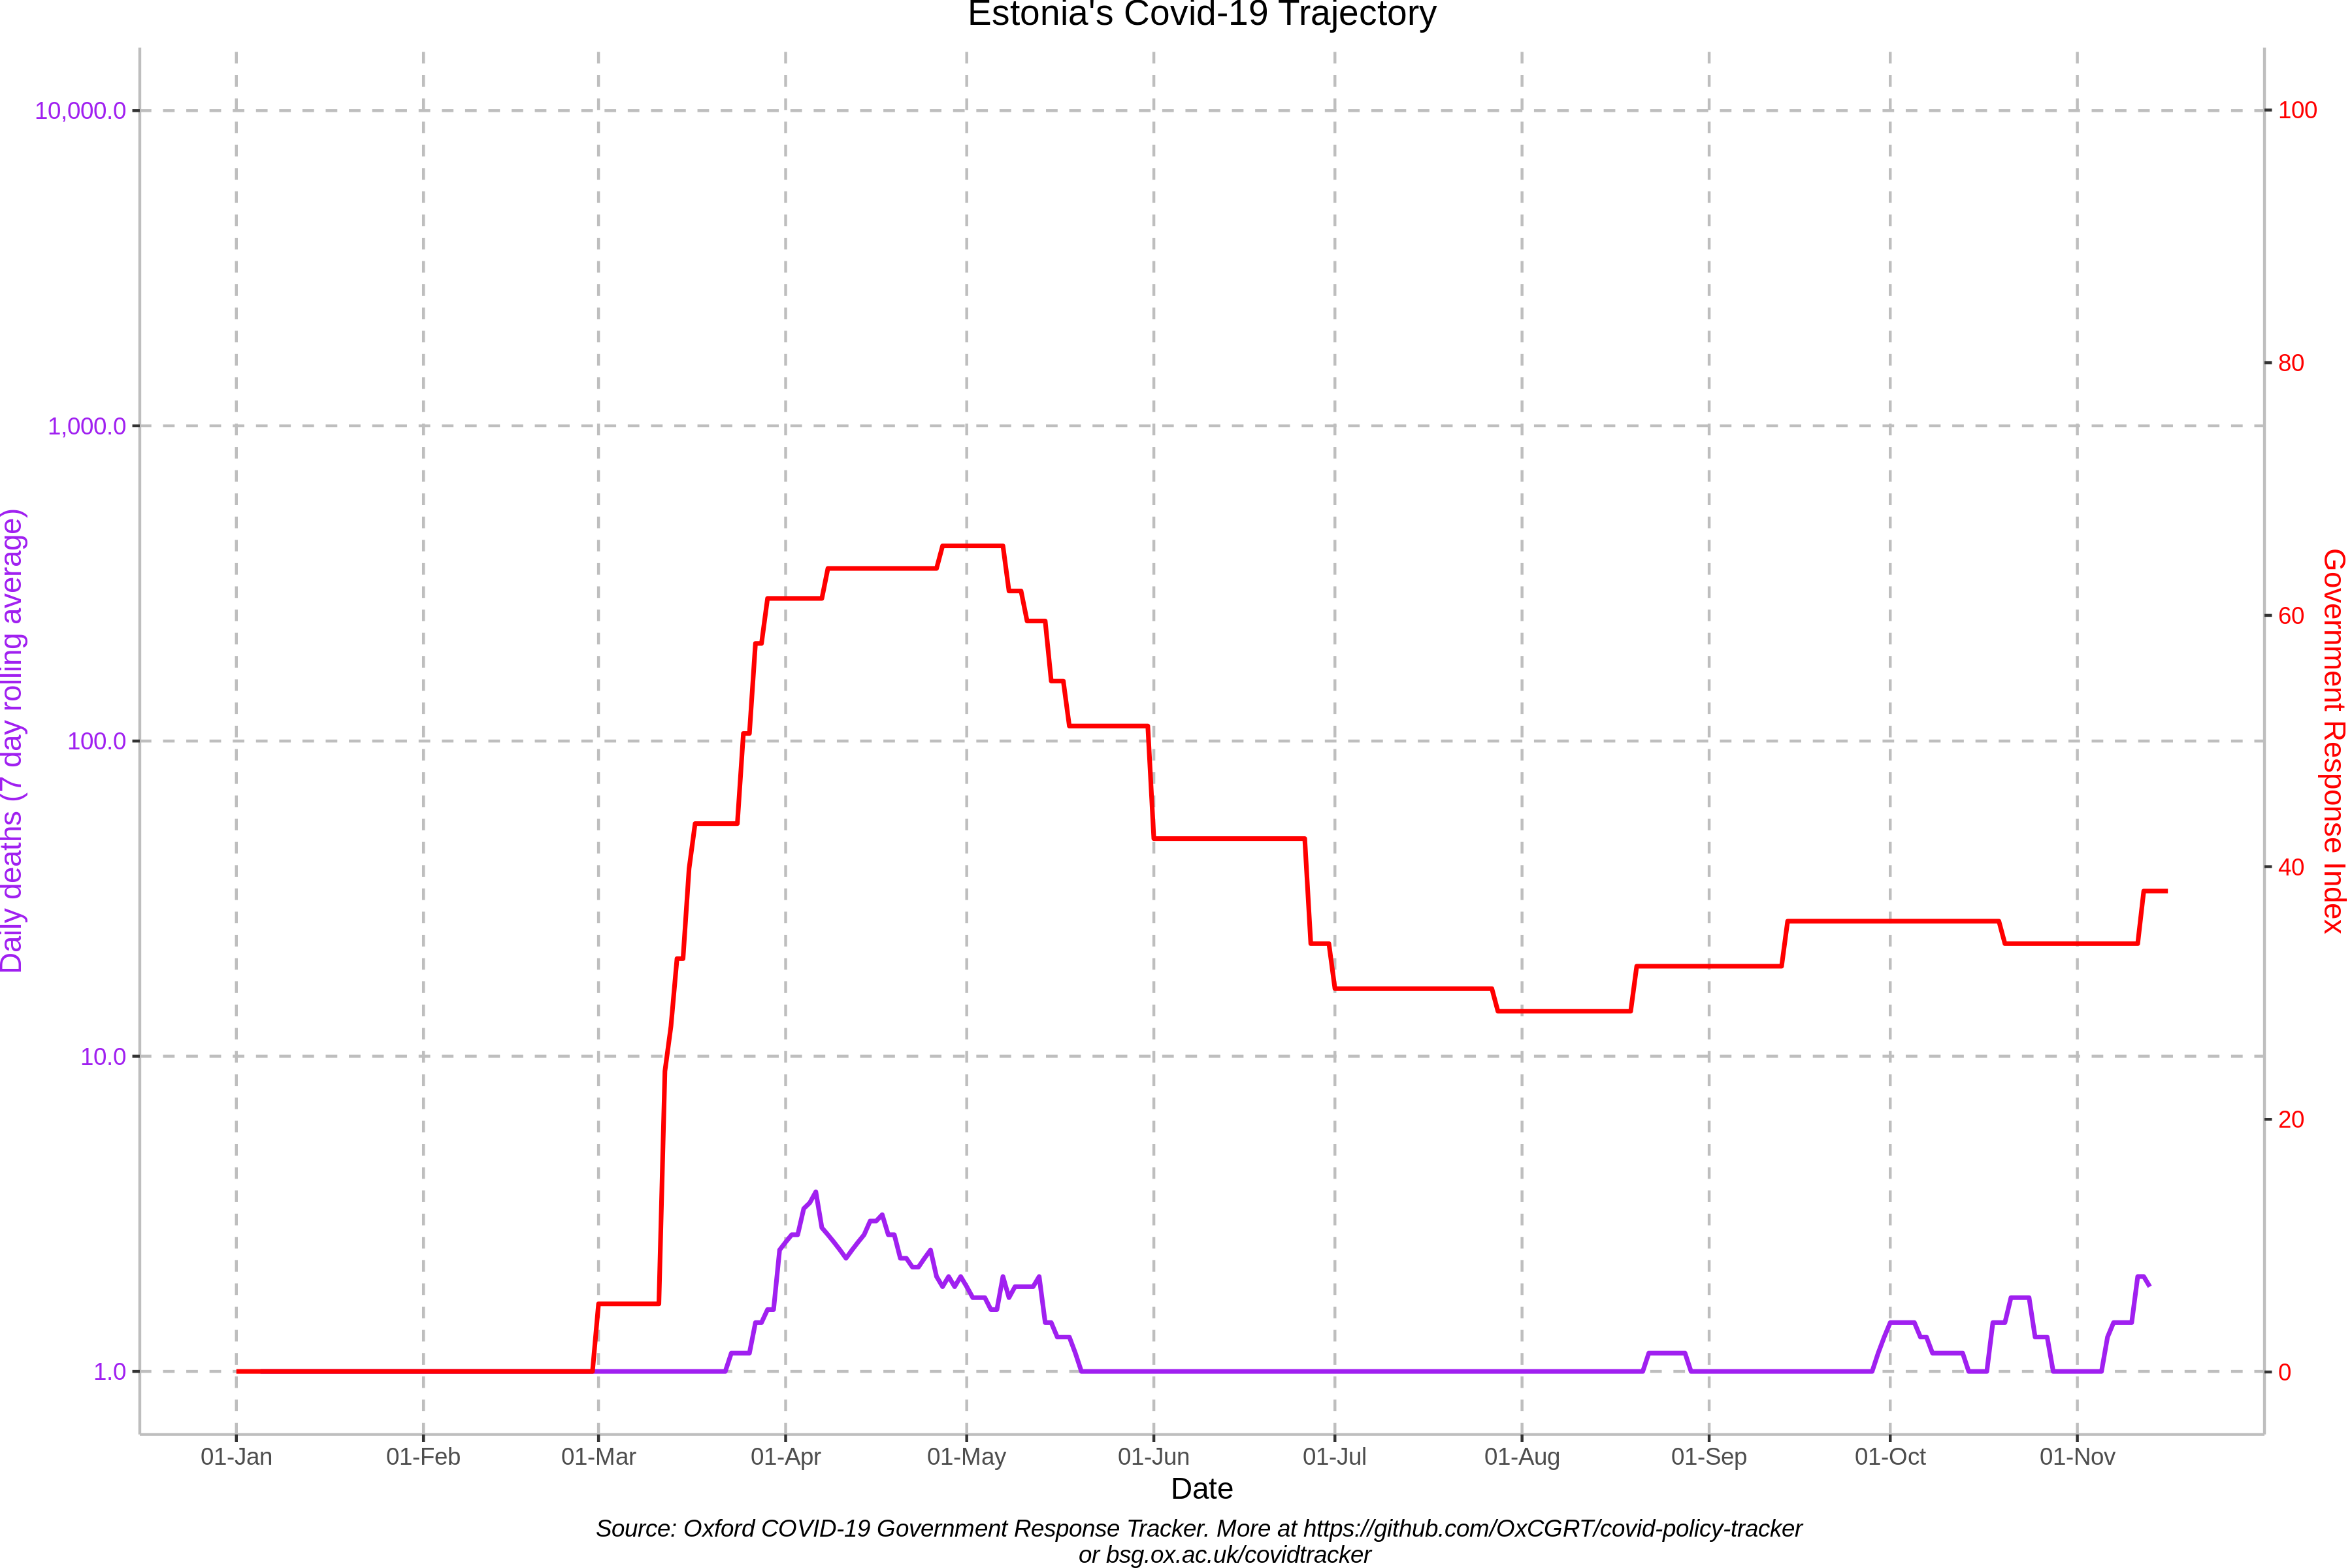 Estonia's Covid-19 Trajectory
10,000.0
1,000.0
100.0
10.0
1.0
Daily deaths (7 day rolling average)
100
80
60
40
20
0
Government Response Index
01-Jan 01-Feb 01-Mar 01-Apr 01-May 01-Jun 01-Jul 01-Aug 01-Sep 01-Oct 01-Nov
Date
Source: Oxford COVID-19 Government Response Tracker. More at https://github.com/OxCGRT/covid-policy-tracker
or bsg.ox.ac.uk/covidtracker